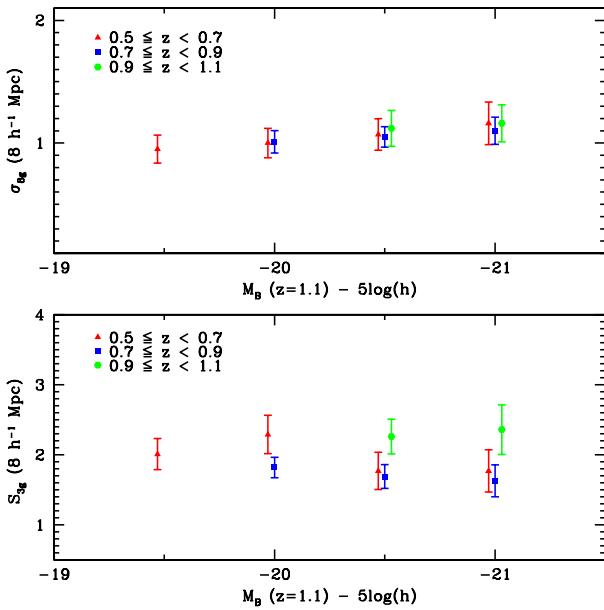 2
0.5 ≦ z < 0.7
0.7 ≦ z < 0.9
0.9 ≦ z < 1.1
1
σ8g (8 h⁻¹ Mpc)
-19 -20 -21
M_B (z=1.1) - 5log(h)
4
0.5 ≦ z < 0.7
0.7 ≦ z < 0.9
0.9 ≦ z < 1.1
3
2
1
S3g (8 h⁻¹ Mpc)
-19 -20 -21
M_B (z=1.1) - 5log(h)